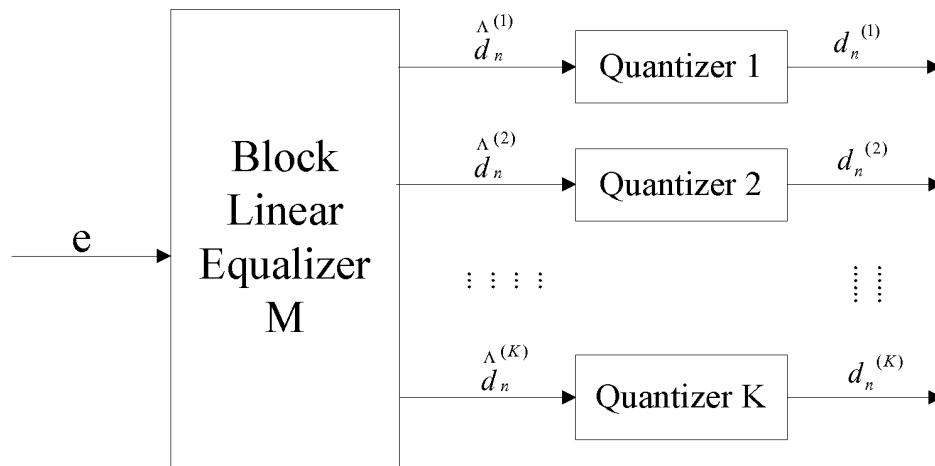 e
Block
Linear
Equalizer
M
^
d_n^(1)
Quantizer 1
d_n^(1)
^
d_n^(2)
Quantizer 2
d_n^(2)
^
d_n^(K)
Quantizer K
d_n^(K)